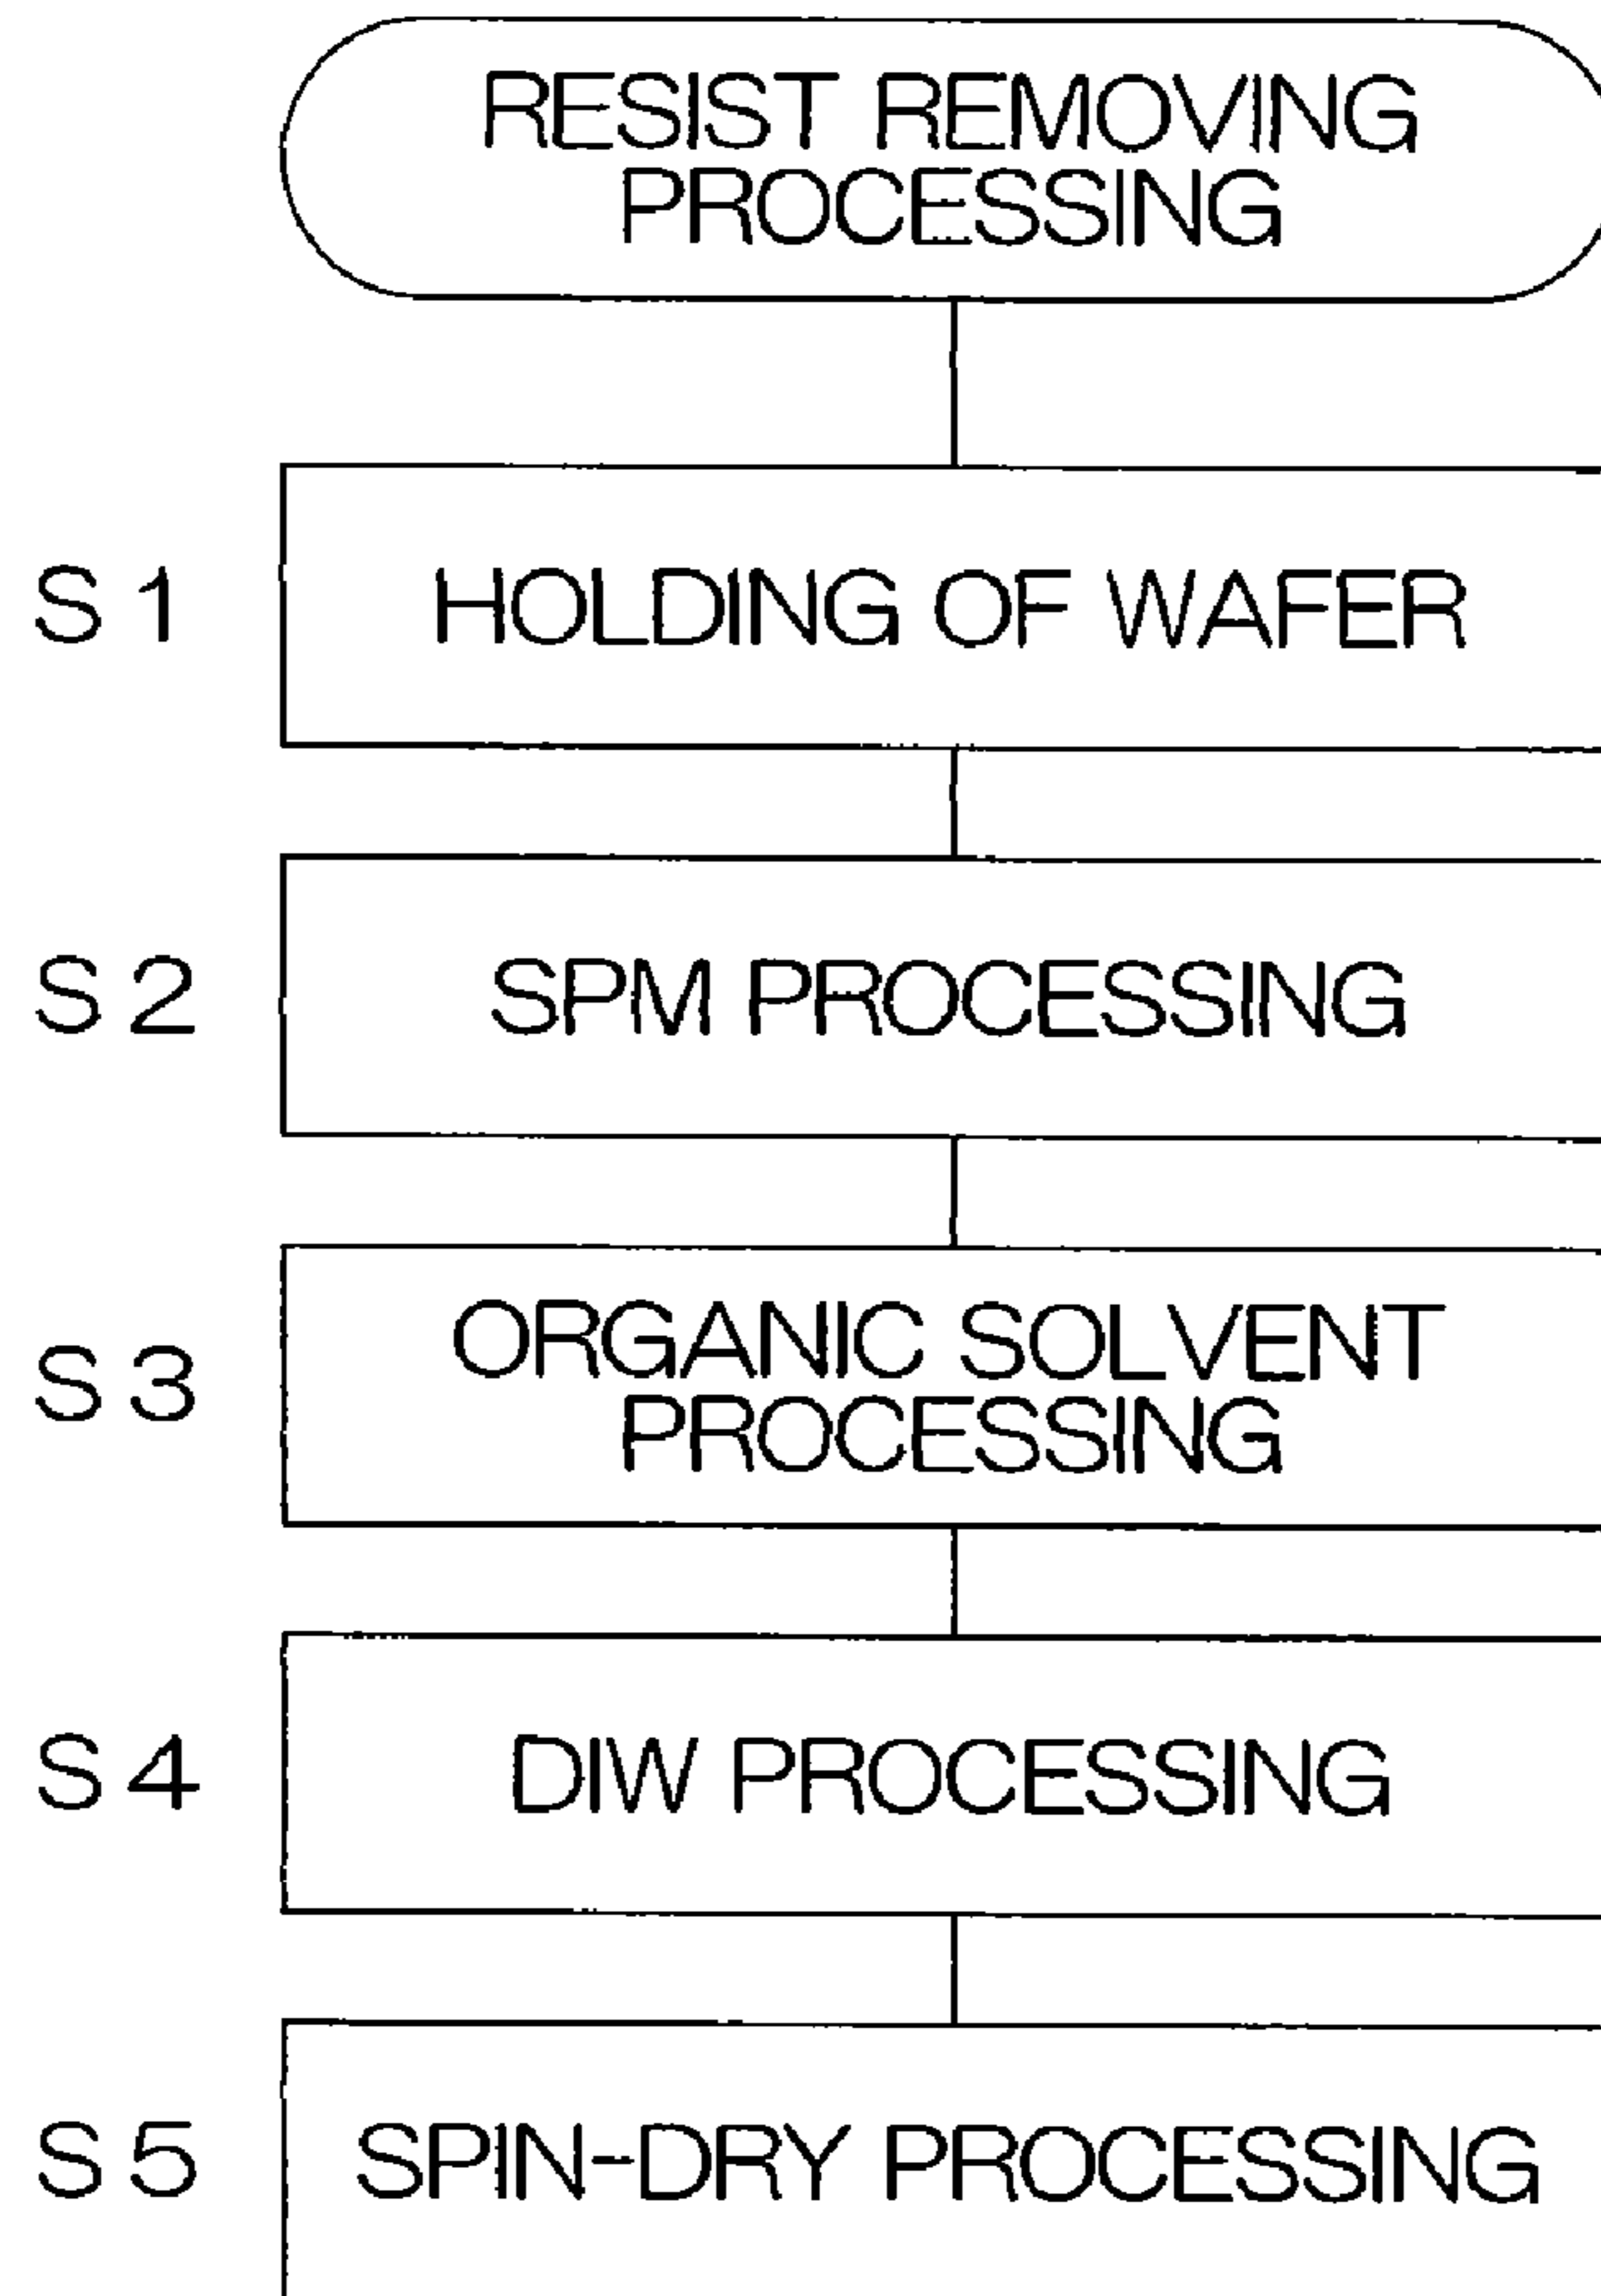 RESIST REMOVING
PROCESSING
S1 HOLDING OF WAFER
S2 SPM PROCESSING
S3 ORGANIC SOLVENT
PROCESSING
S4 DIW PROCESSING
S5 SPIN-DRY PROCESSING